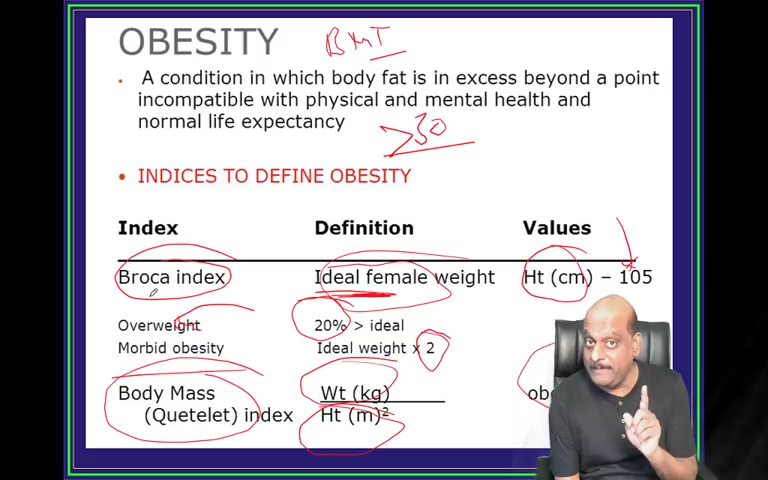 OBESITY BMI
• A condition in which body fat is in excess beyond a point
incompatible with physical and mental health and
normal life expectancy
>30
• INDICES TO DEFINE OBESITY
Index Definition Values
Broca index Ideal female weight Ht (cm) – 105
Overweight 20% > ideal
Morbid obesity Ideal weight x 2
Body Mass Wt (kg)
(Quetelet) index Ht (m)²